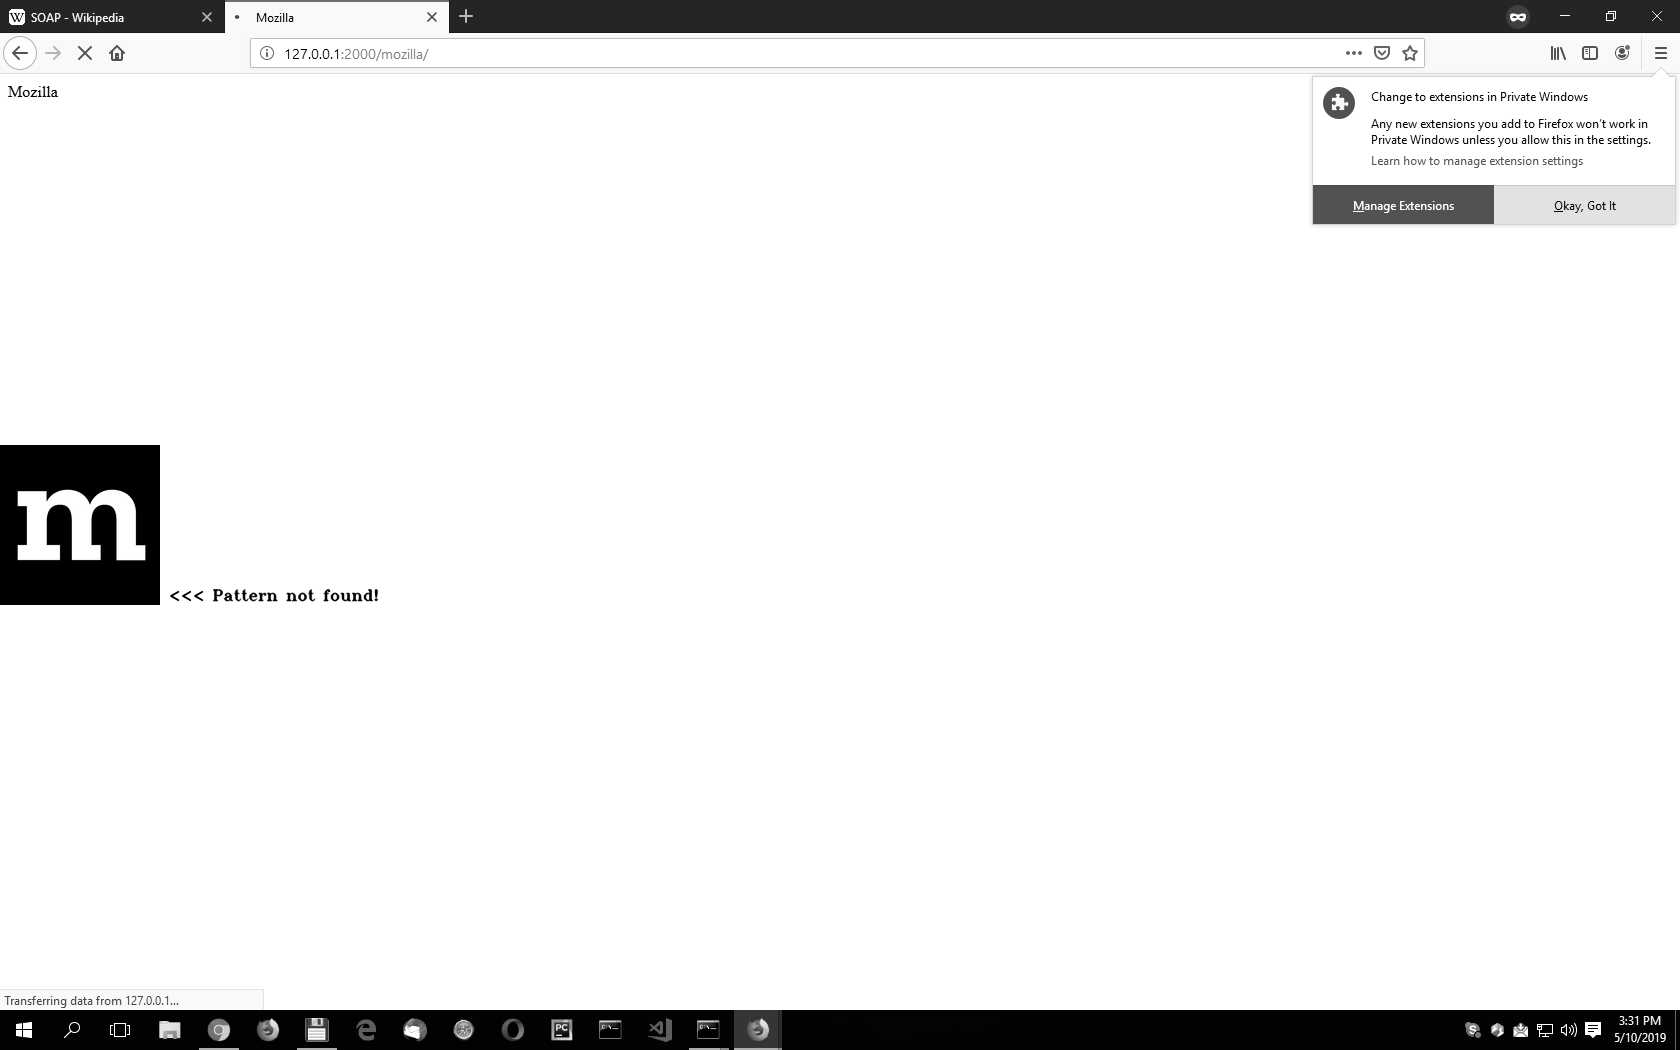 SOAP - Wikipedia
Mozilla
127.0.0.1:2000/mozilla/
Mozilla
Change to extensions in Private Windows
Any new extensions you add to Firefox won't work in
Private Windows unless you allow this in the settings.
Learn how to manage extension settings
Manage Extensions
Okay, Got It
m
<<< Pattern not found!
Transferring data from 127.0.0.1...
PC
3:31 PM
5/10/2019